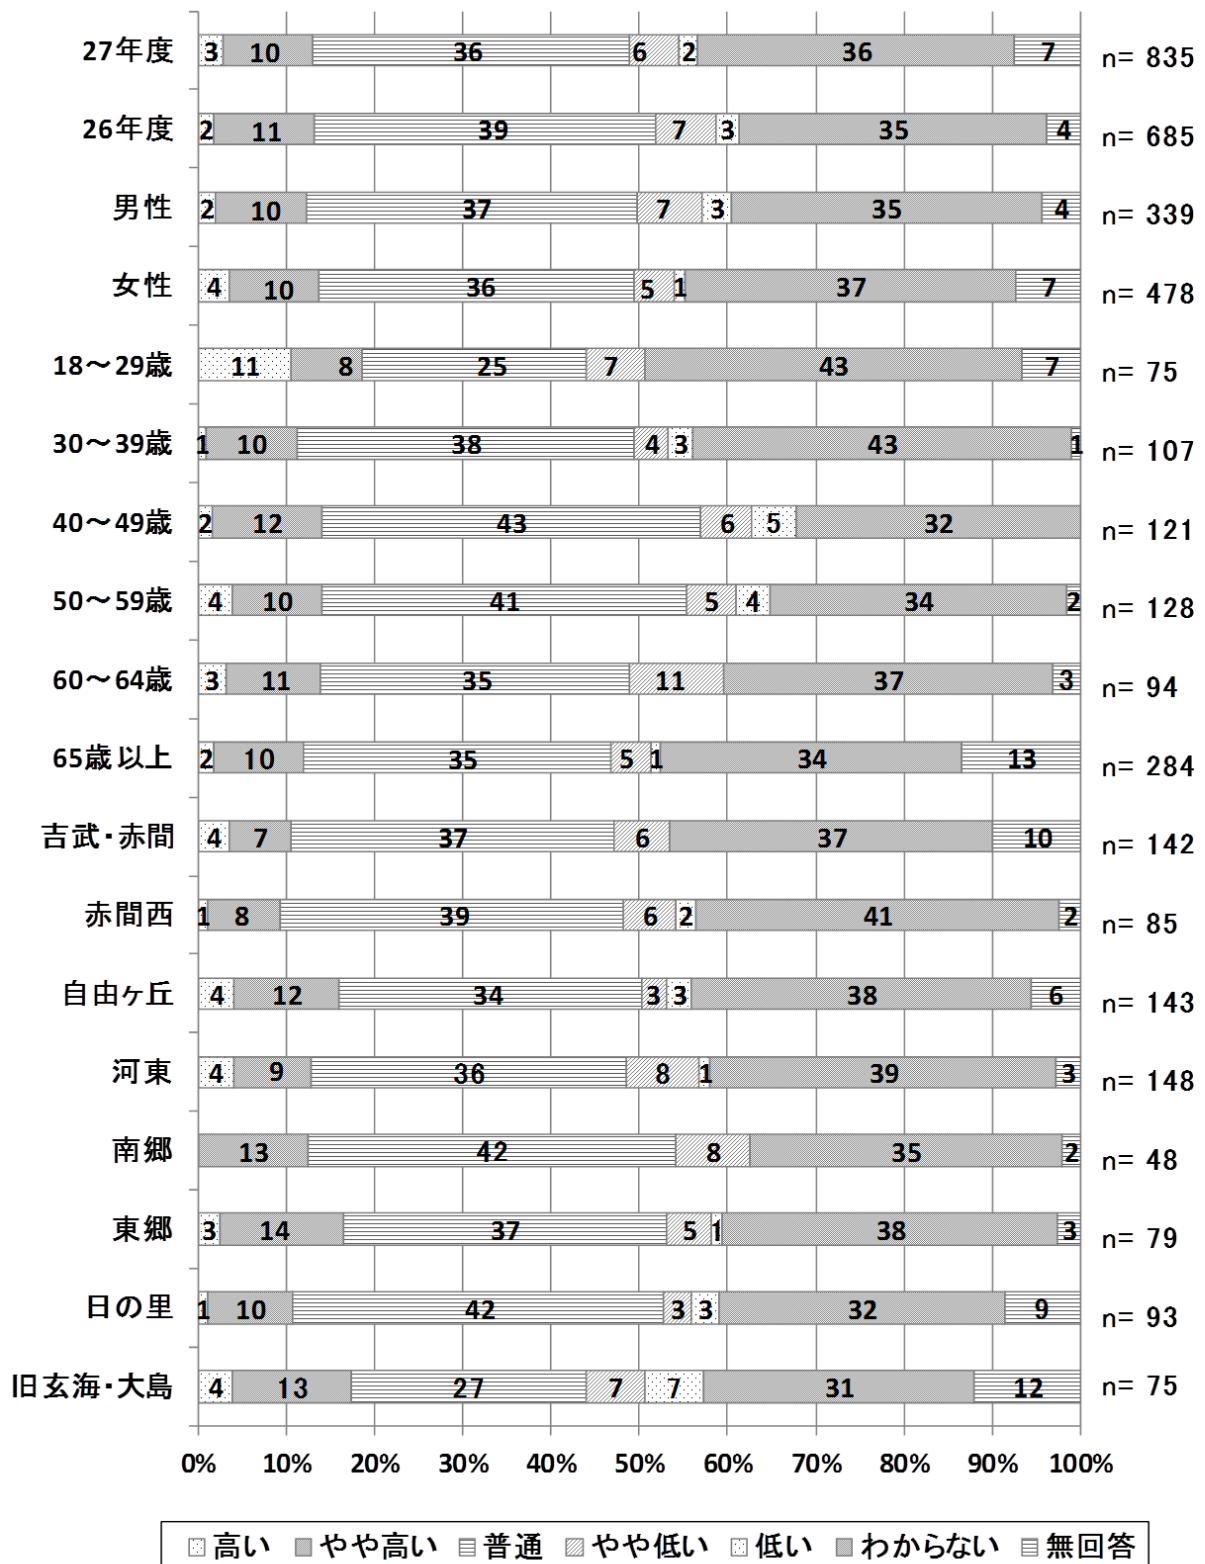 27年度 3 10 36 6 2 36 7 n= 835
26年度 2 11 39 7 3 35 4 n= 685
男性 2 10 37 7 3 35 4 n= 339
女性 4 10 36 5 1 37 7 n= 478
18～29歳 11 8 25 7 43 7 n= 75
30～39歳 1 10 38 4 3 43 1 n= 107
40～49歳 2 12 43 6 5 32 n= 121
50～59歳 4 10 41 5 4 34 2 n= 128
60～64歳 3 11 35 11 37 3 n= 94
65歳以上 2 10 35 5 1 34 13 n= 284
吉武・赤間 4 7 37 6 37 10 n= 142
赤間西 1 8 39 6 2 41 2 n= 85
自由ヶ丘 4 12 34 3 3 38 6 n= 143
河東 4 9 36 8 1 39 3 n= 148
南郷 13 42 8 35 2 n= 48
東郷 3 14 37 5 1 38 3 n= 79
日の里 1 10 42 3 3 32 9 n= 93
旧玄海・大島 4 13 27 7 7 31 12 n= 75
0% 10% 20% 30% 40% 50% 60% 70% 80% 90% 100%
高い やや高い 普通 やや低い 低い わからない 無回答